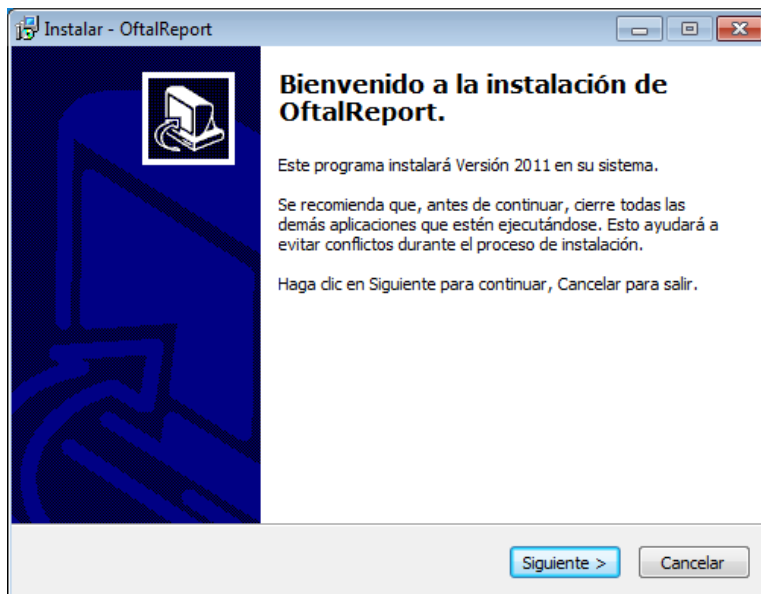 Instalar - OftalReport
Bienvenido a la instalación de
OftalReport.
Este programa instalará Versión 2011 en su sistema.
Se recomienda que, antes de continuar, cierre todas las
demás aplicaciones que estén ejecutándose. Esto ayudará a
evitar conflictos durante el proceso de instalación.
Haga clic en Siguiente para continuar, Cancelar para salir.
Siguiente >
Cancelar